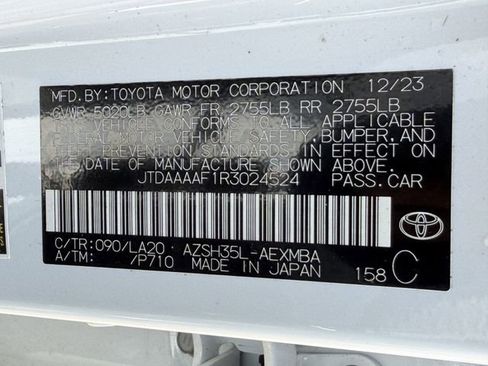 MFD.BY:TOYOTA MOTOR CORPORATION 12/23
GVWR 5020LB GAWR FR 2755LB RR 2755LB
THIS VEHICLE CONFORMS TO ALL APPLICABLE
FEDERAL MOTOR VEHICLE SAFETY, BUMPER, AND
THEFT PREVENTION STANDARDS IN EFFECT ON
THE DATE OF MANUFACTURE SHOWN ABOVE.
JTDAAAAF1R3024524 PASS.CAR
C/TR:090/LA20 AZSH35L-AEXMBA
A/TM: /P710 MADE IN JAPAN 158 C